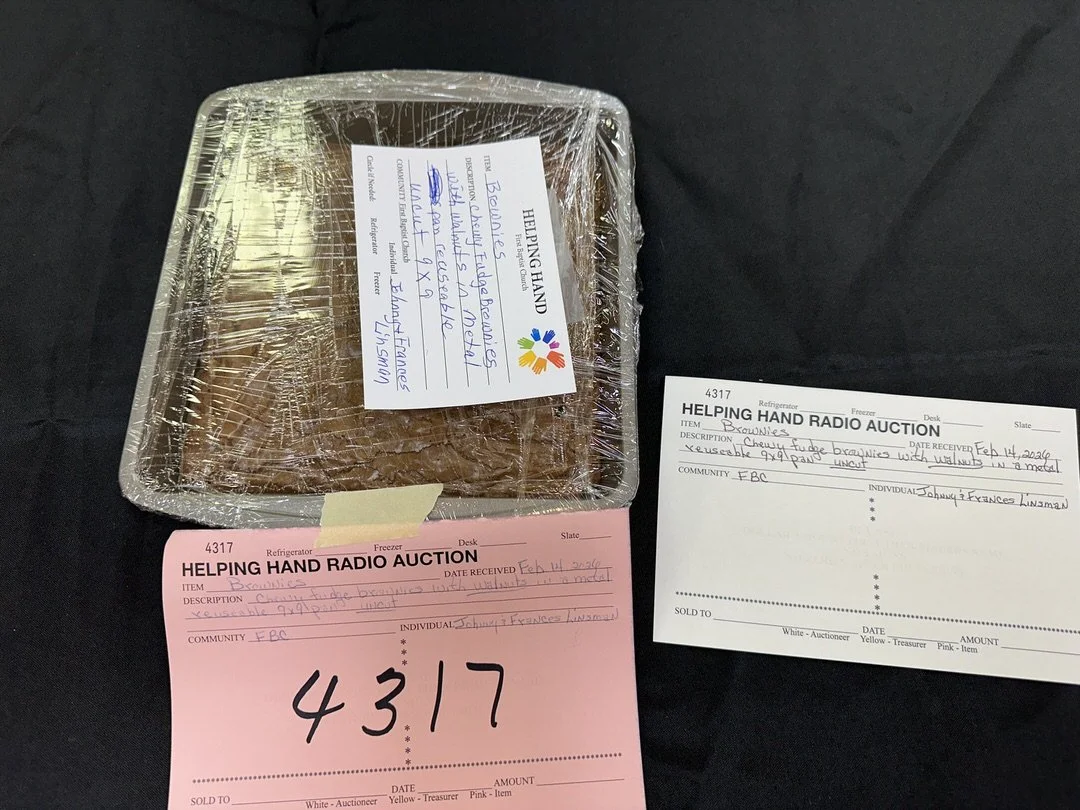 HELPING HAND
First Baptist Church
ITEM Brownies
DESCRIPTION Chewy Fudge Brownies
with walnuts in metal
pan reuseable
uncut 9x9
COMMUNITY First Baptist Church
Individual Johnny & Frances
Linsman
Circle if Needed: Refrigerator Freezer
4317 Refrigerator Freezer Desk Slate
HELPING HAND RADIO AUCTION
ITEM Brownies DATE RECEIVED Feb 14, 2026
DESCRIPTION Chewy fudge brownies with walnuts in a metal
reuseable 9x9 pan uncut
COMMUNITY FBC INDIVIDUAL Johnny & Frances Linsman
SOLD TO DATE AMOUNT
White - Auctioneer Yellow - Treasurer Pink - Item
4317 Refrigerator Freezer Desk Slate
HELPING HAND RADIO AUCTION
ITEM Brownies DATE RECEIVED Feb 14, 2026
DESCRIPTION Chewy fudge brownies with walnuts in a metal
reuseable 9x9 pan uncut
COMMUNITY FBC INDIVIDUAL Johnny & Frances Linsman
4317
SOLD TO DATE AMOUNT
White - Auctioneer Yellow - Treasurer Pink - Item